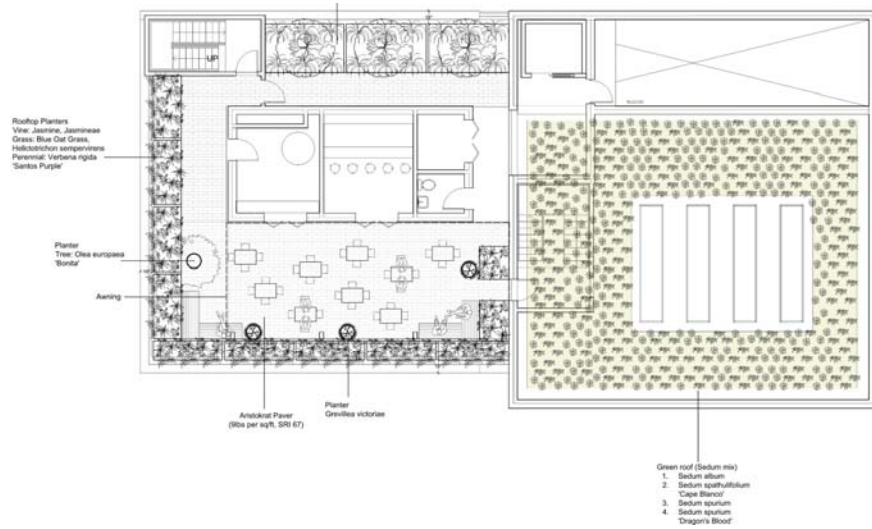 UP
Rooftop Planters
Vine: Jasmine, Jasmineae
Grass: Blue Oat Grass,
Helictotrichon sempervirens
Perennial: Verbena rigida
'Santos Purple'
Planter
Tree: Olea europaea
'Bonita'
Awning
Aristokrat Paver
(9lbs per sq/ft, SRI 67)
Planter
Grevillea victoriae
Green roof (Sedum mix)
1. Sedum album
2. Sedum spathulifolium
'Cape Blanco'
3. Sedum spurium
4. Sedum spurium
'Dragon's Blood'